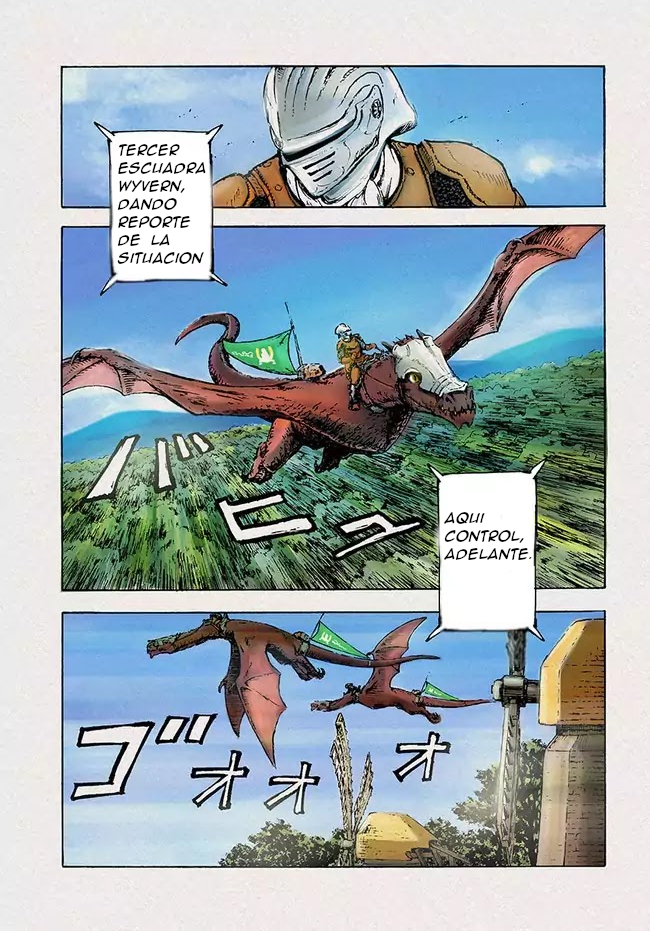 TERCER
ESCUADRA
WYVERN,
DANDO
REPORTE
DE LA
SITUACION
バヒュ
AQUI
CONTROL,
ADELANTE.
ゴオオオ